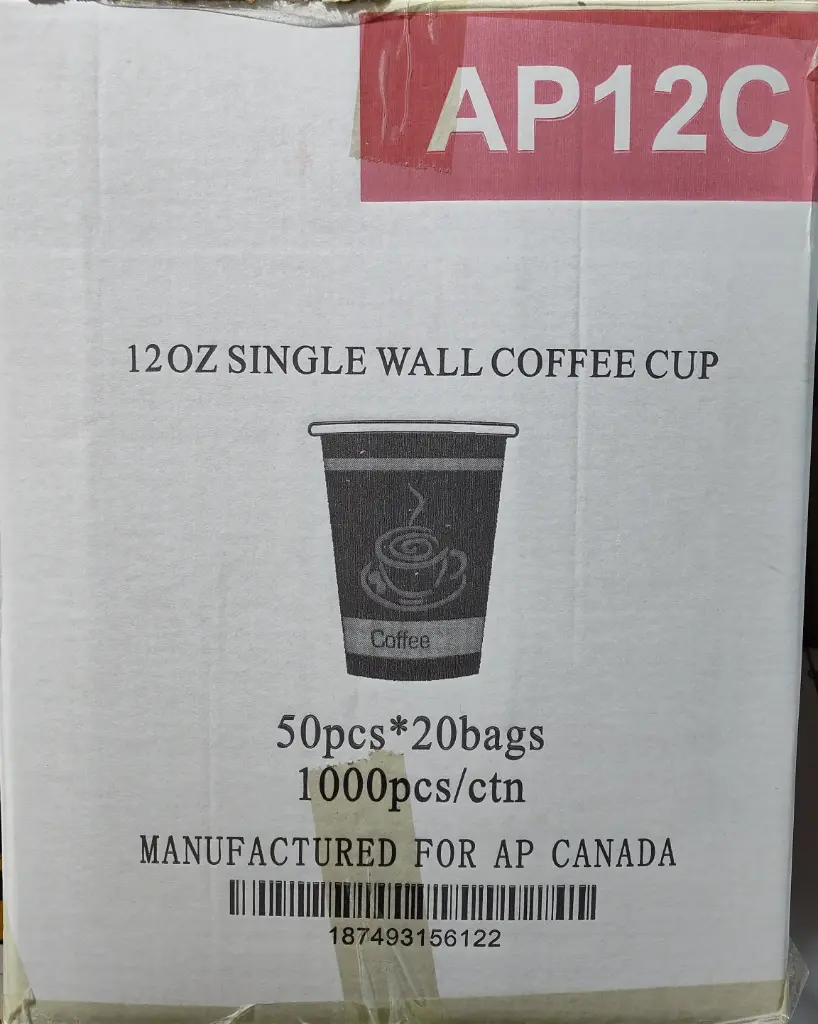 AP12C
12OZ SINGLE WALL COFFEE CUP
Coffee
50pcs*20bags
1000pcs/ctn
MANUFACTURED FOR AP CANADA
187493156122